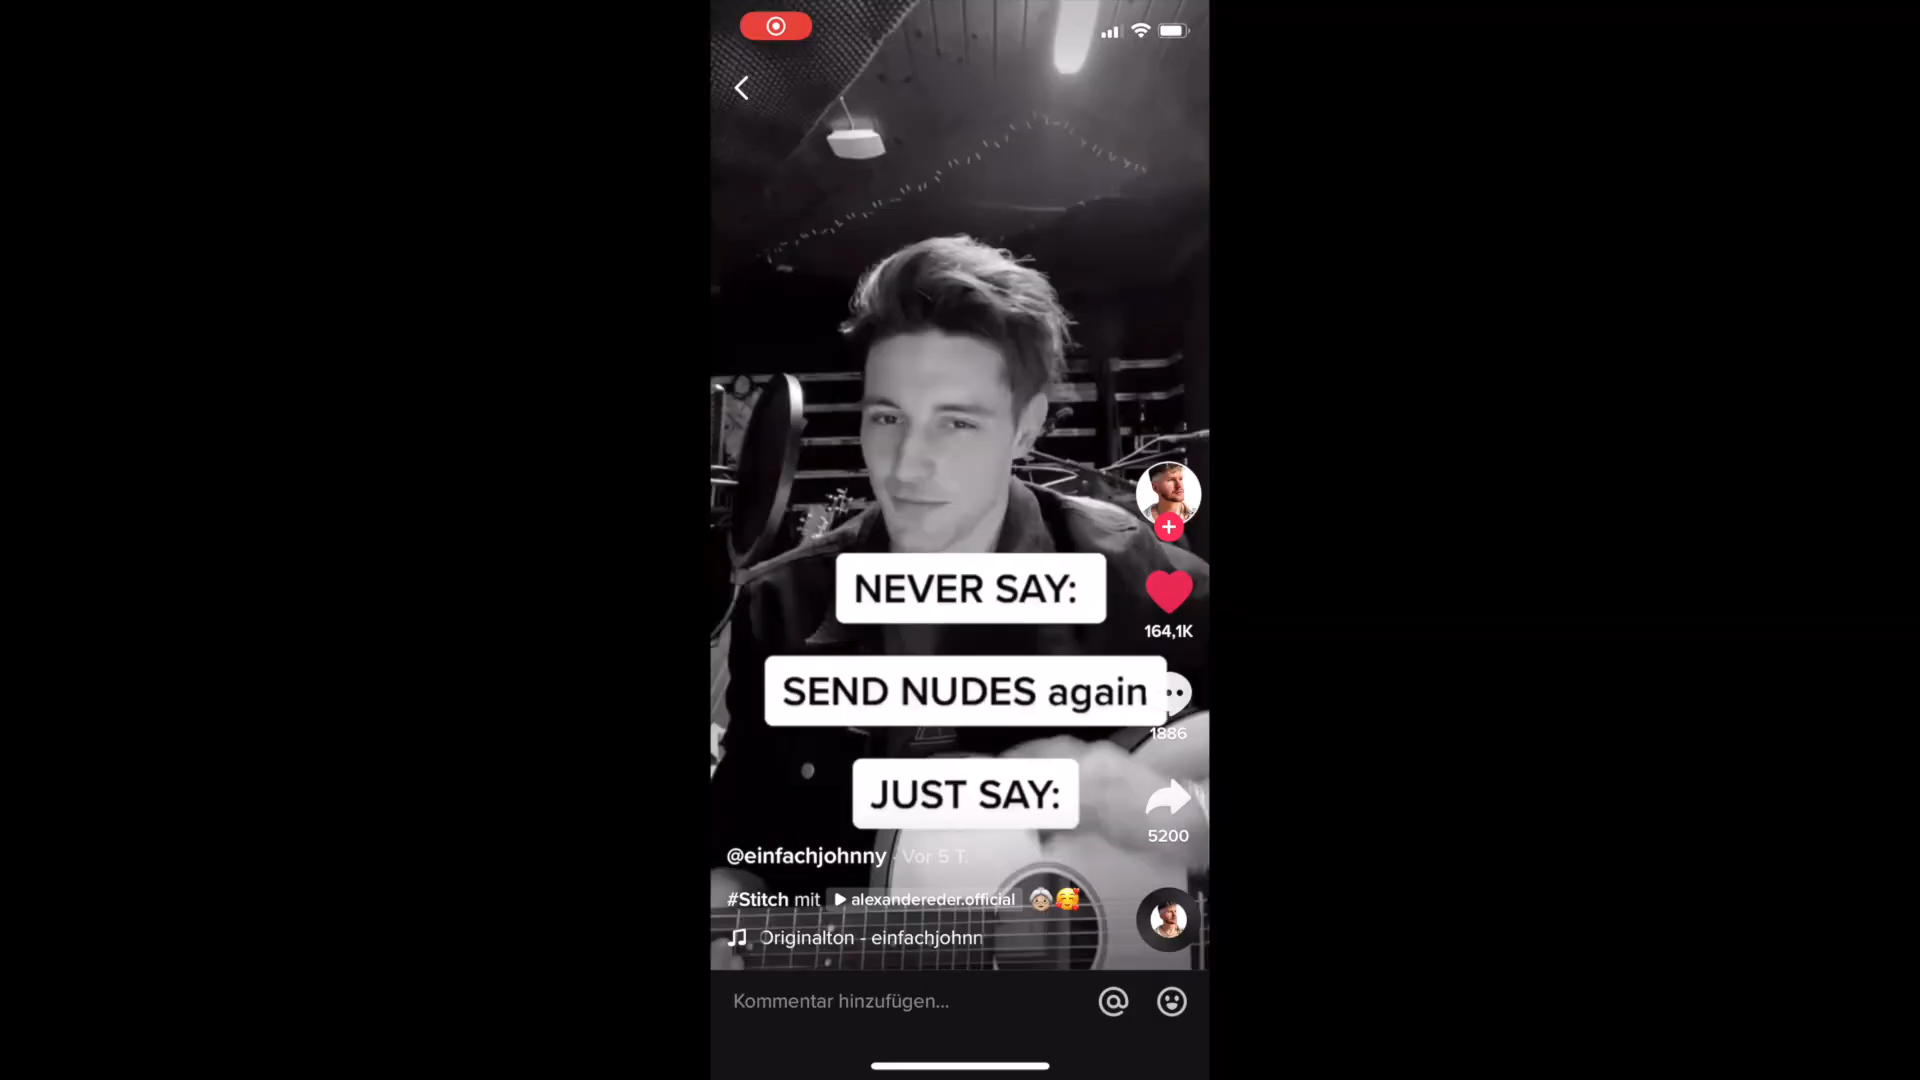 NEVER SAY:
164,1K
SEND NUDES again
1886
JUST SAY:
5200
@einfachjohnny · Vor 5 T.
#Stitch mit alexandereder.official
Originalton - einfachjohnn
Kommentar hinzufügen...